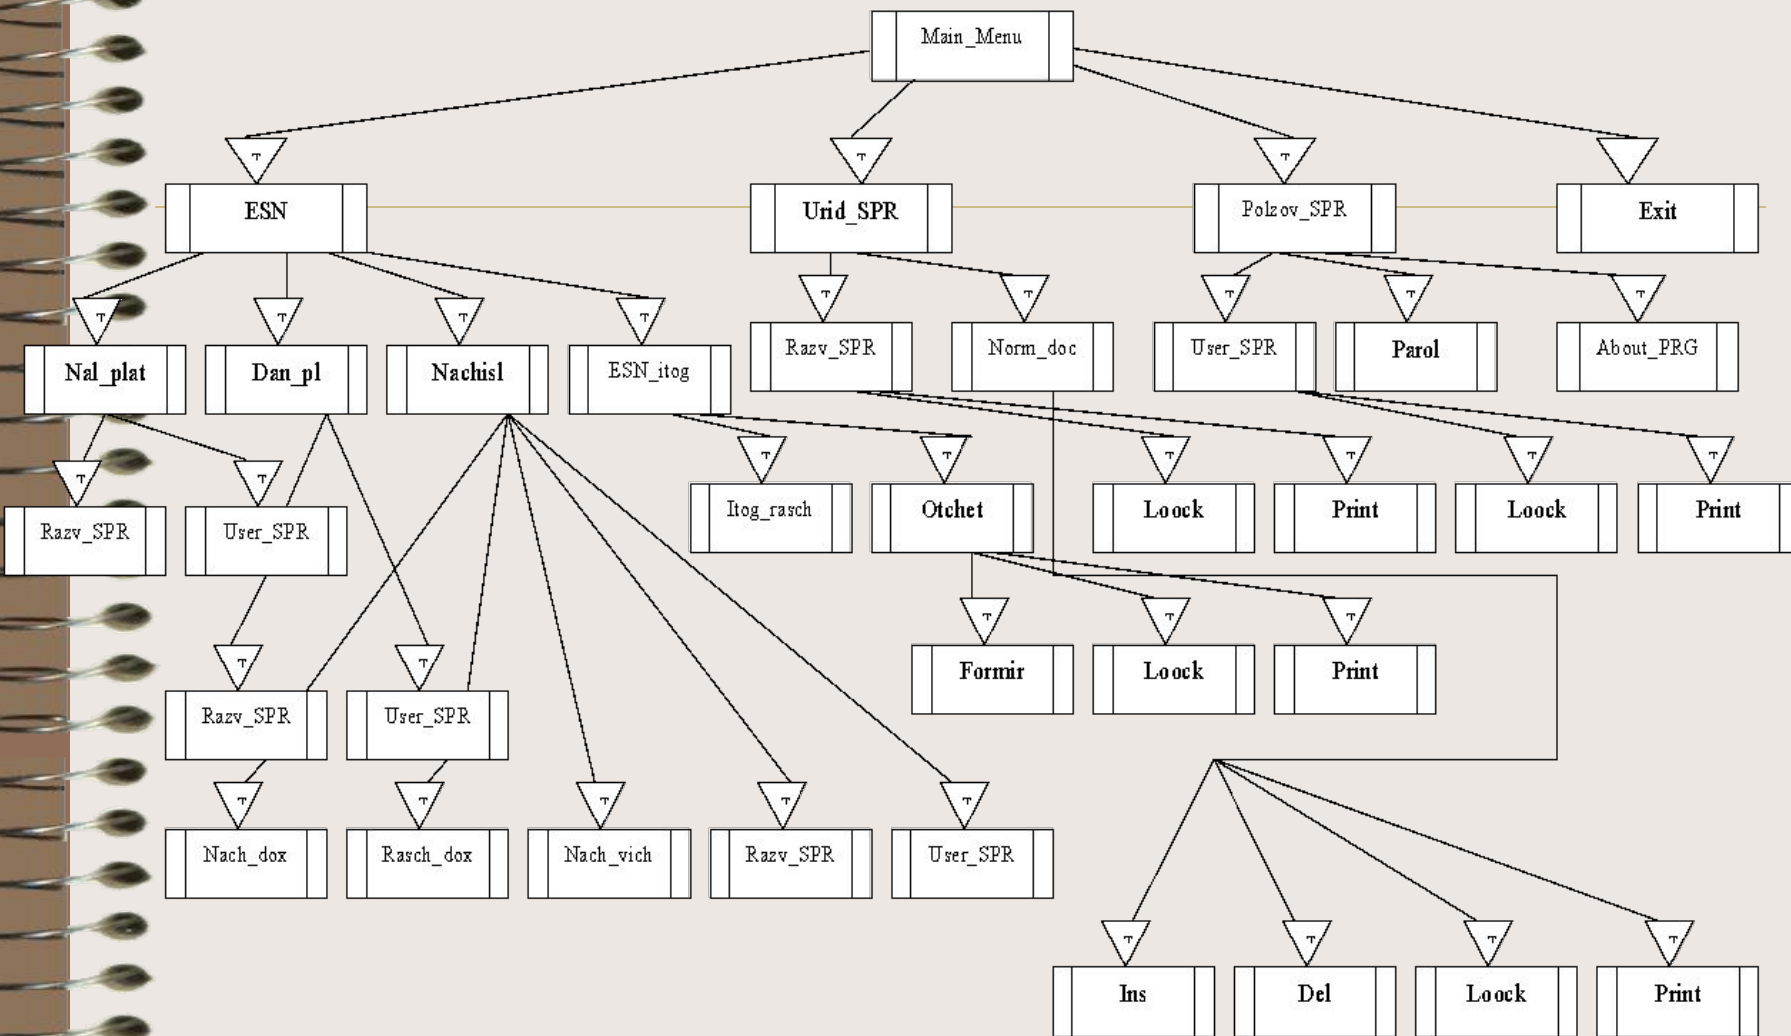 Main_Menu
T
T
T
ESN
Urid_SPR
Polzov_SPR
Exit
T
T
T
T
T
T
T
T
T
Nal_plat
Dan_pl
Nachisl
ESN_itog
Razv_SPR
Norm_doc
User_SPR
Parol
About_PRG
T
T
T
T
T
T
T
T
Razv_SPR
User_SPR
Itog_rasch
Otchet
Loock
Print
Loock
Print
T
T
T
Formir
Loock
Print
T
T
Razv_SPR
User_SPR
T
T
T
T
T
Nach_dox
Rasch_dox
Nach_vich
Razv_SPR
User_SPR
T
T
T
T
Ins
Del
Loock
Print